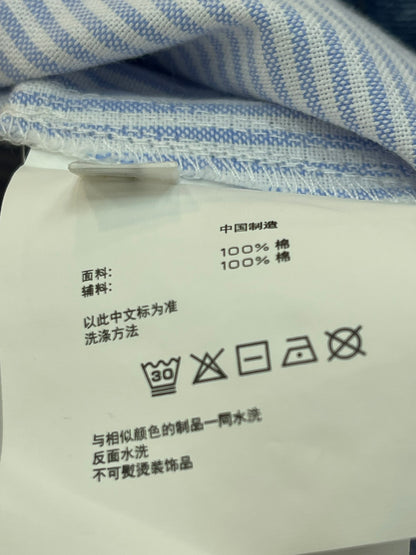 中国制造
面料: 100% 棉
辅料: 100% 棉
以此中文标为准
洗涤方法
30
与相似颜色的制品一同水洗
反面水洗
不可熨烫装饰品